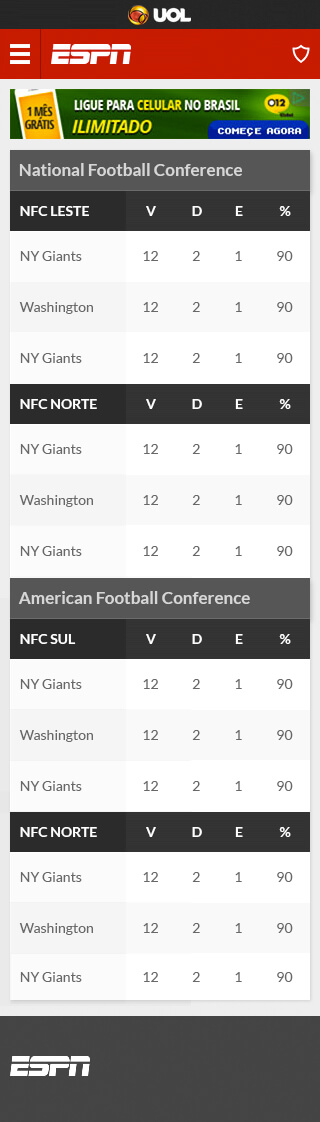 UOL
ESPN
1 MÊS
GRÁTIS
LIGUE PARA CELULAR NO BRASIL
ILIMITADO
O12
COMEÇE AGORA
National Football Conference
NFC LESTE V D E %
NY Giants 12 2 1 90
Washington 12 2 1 90
NY Giants 12 2 1 90
NFC NORTE V D E %
NY Giants 12 2 1 90
Washington 12 2 1 90
NY Giants 12 2 1 90
American Football Conference
NFC SUL V D E %
NY Giants 12 2 1 90
Washington 12 2 1 90
NY Giants 12 2 1 90
NFC NORTE V D E %
NY Giants 12 2 1 90
Washington 12 2 1 90
NY Giants 12 2 1 90
ESPN